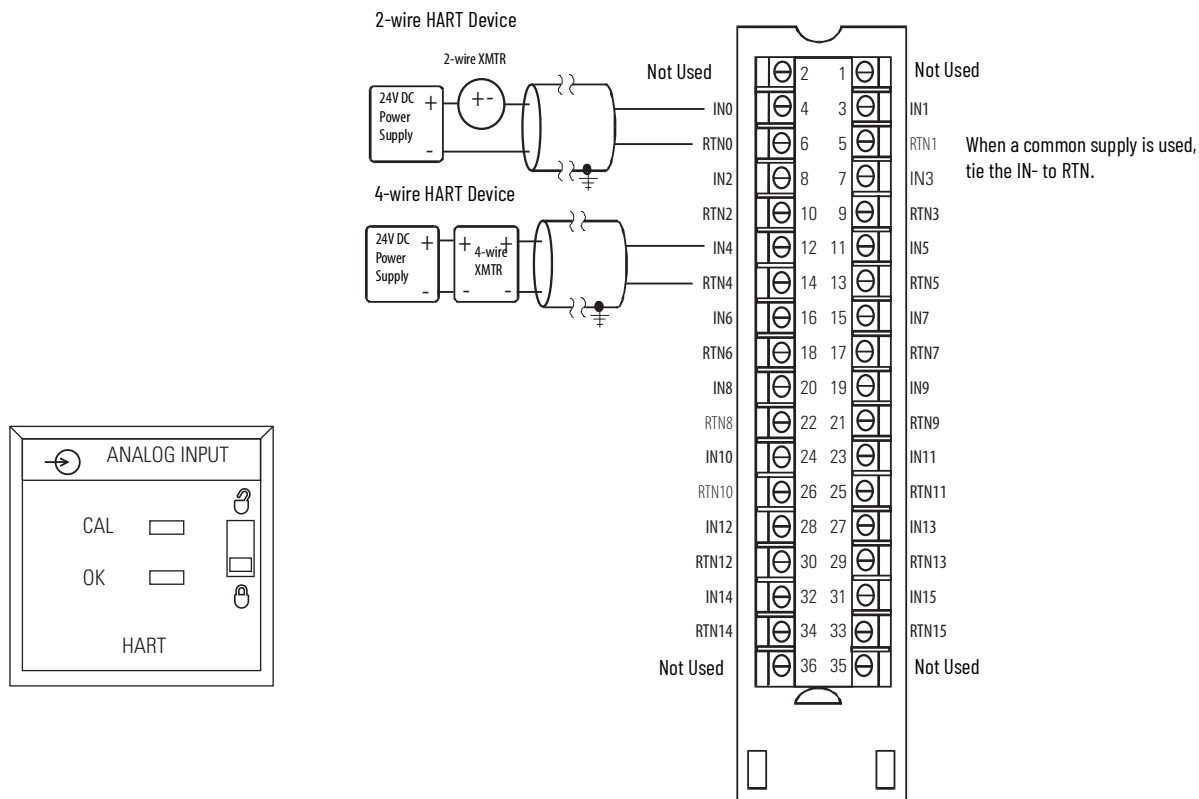 2-wire HART Device
2-wire XMTR
24V DC
Power
Supply
+
-
+ -
4-wire HART Device
24V DC
Power
Supply
+
-
+ +
4-wire
XMTR
- -
Not Used 2 1 Not Used
IN0 4 3 IN1
RTN0 6 5 RTN1
IN2 8 7 IN3
RTN2 10 9 RTN3
IN4 12 11 IN5
RTN4 14 13 RTN5
IN6 16 15 IN7
RTN6 18 17 RTN7
IN8 20 19 IN9
RTN8 22 21 RTN9
IN10 24 23 IN11
RTN10 26 25 RTN11
IN12 28 27 IN13
RTN12 30 29 RTN13
IN14 32 31 IN15
RTN14 34 33 RTN15
Not Used 36 35 Not Used
When a common supply is used,
tie the IN- to RTN.
ANALOG INPUT
CAL
OK
HART